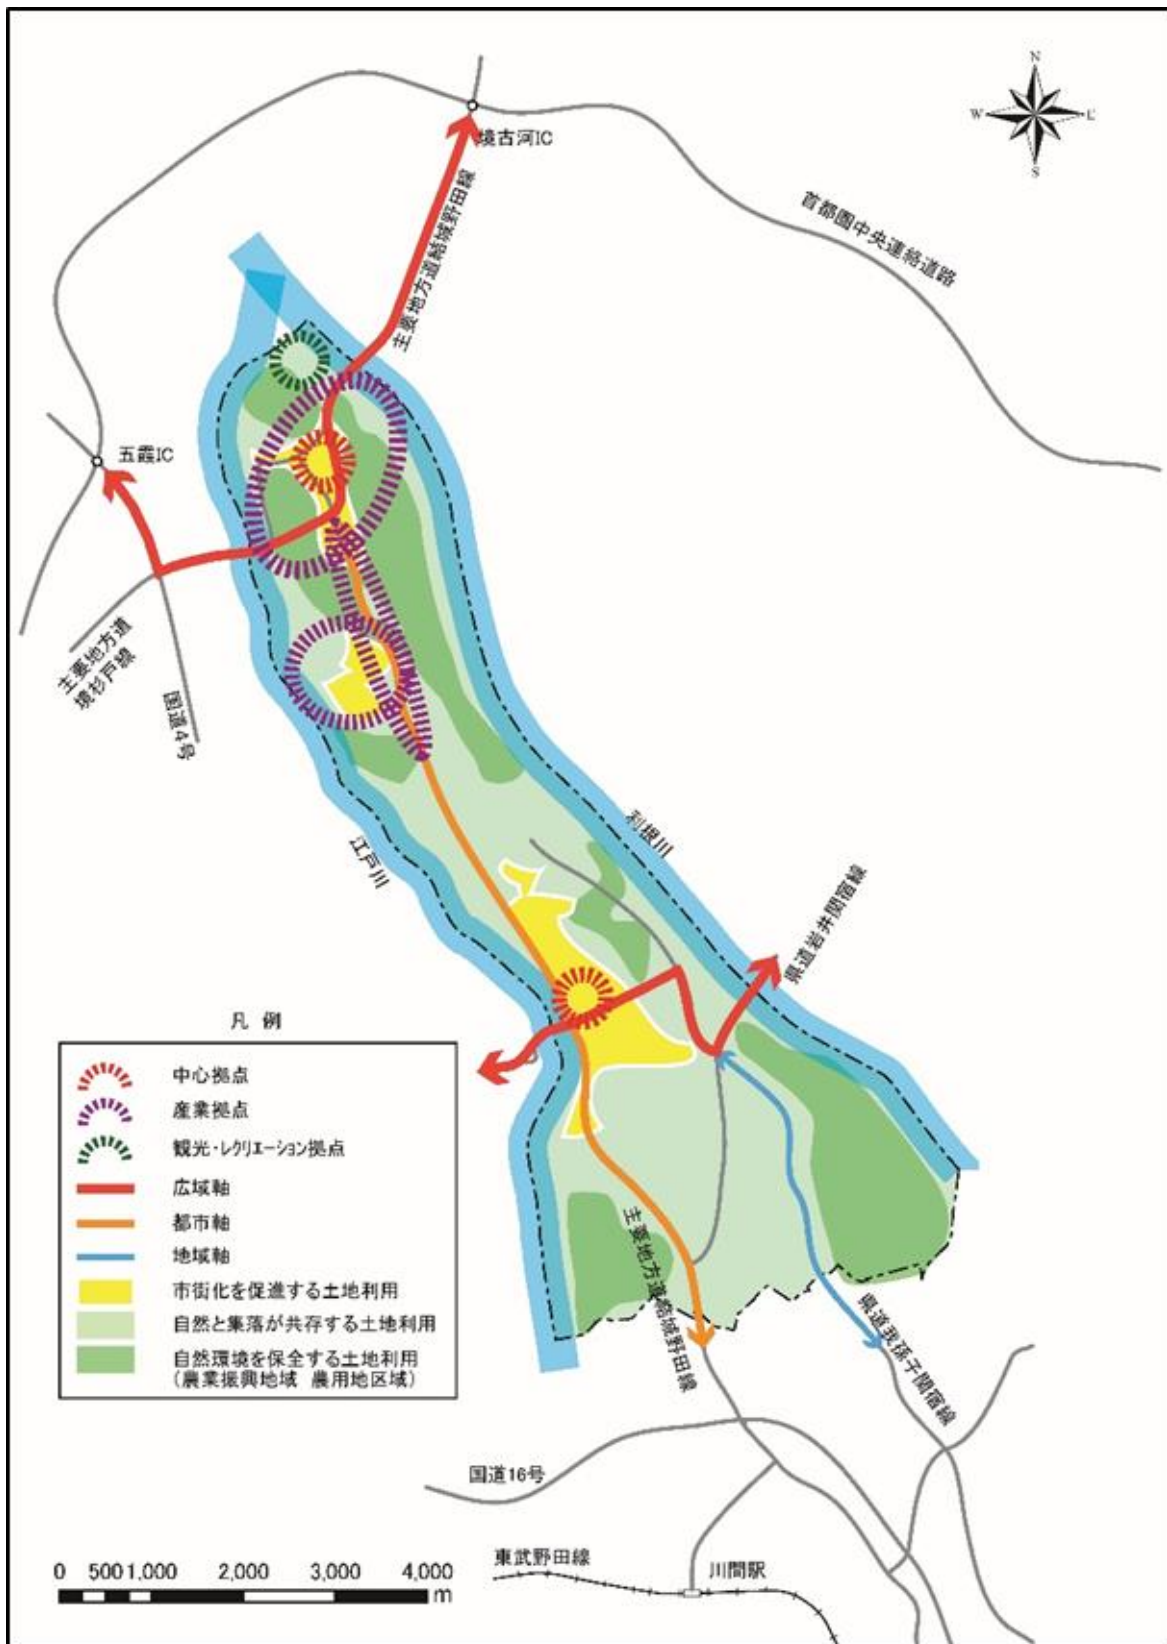 N
W
E
S
境古河IC
主要地方道結城野田線
首都圏中央連絡道路
五霞IC
主要地方道
境杉戸線
国道4号
江戸川
利根川
県道岩井関宿線
凡 例
中心拠点
産業拠点
観光・レクリエーション拠点
広域軸
都市軸
地域軸
市街化を促進する土地利用
自然と集落が共存する土地利用
自然環境を保全する土地利用
(農業振興地域 農用地区域)
主要地方道結城野田線
県道我孫子関宿線
国道16号
0 500 1,000 2,000 3,000 4,000
m
東武野田線
川間駅